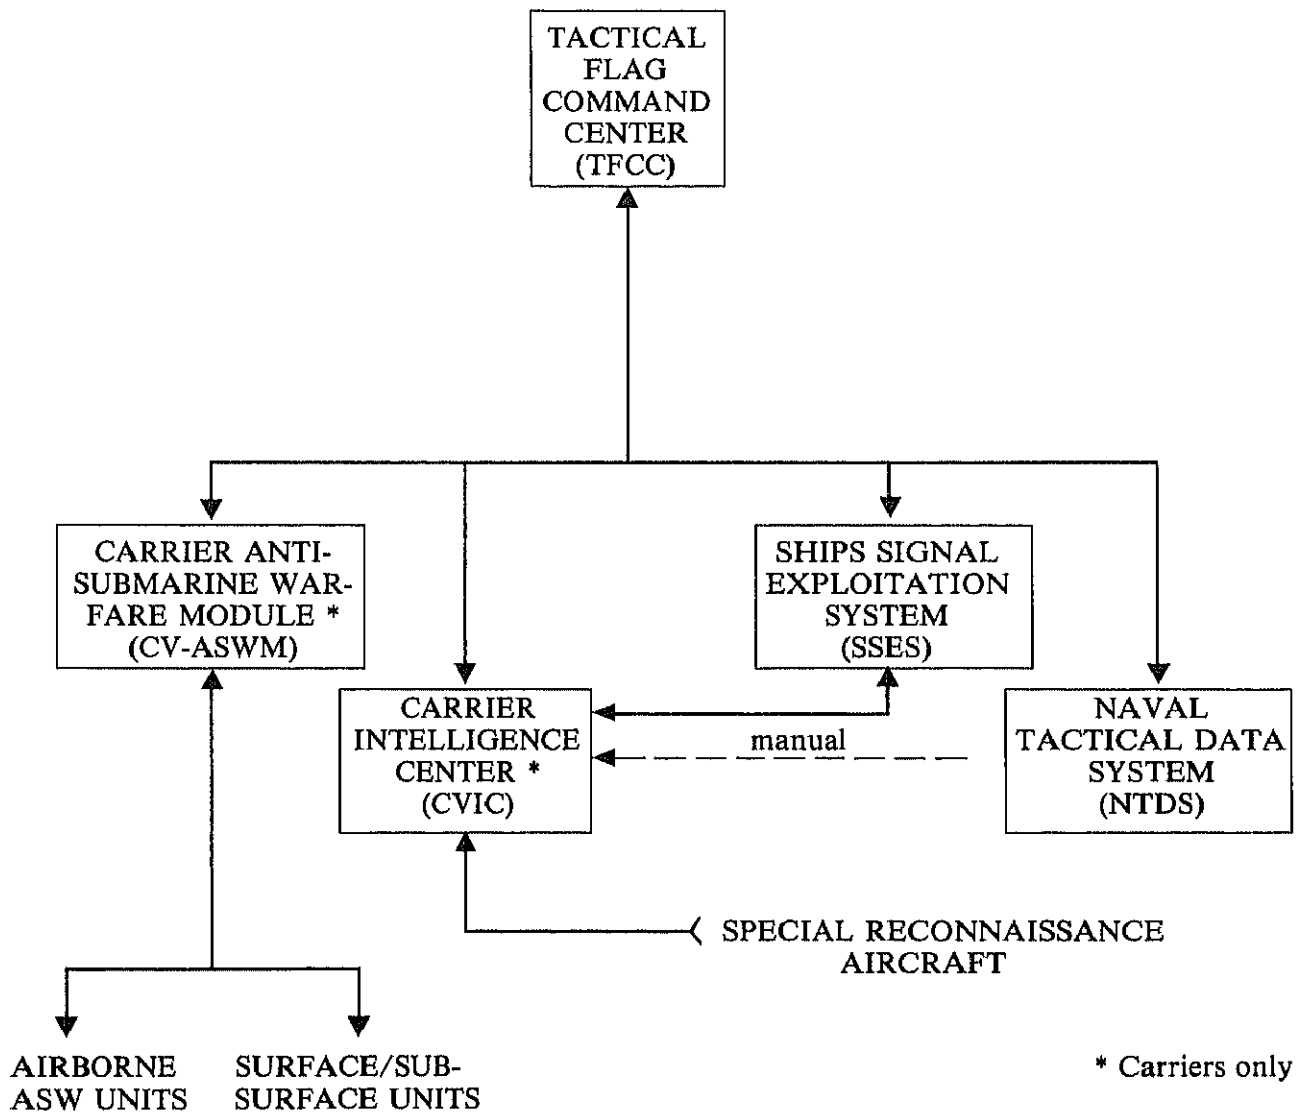 TACTICAL
FLAG
COMMAND
CENTER
(TFCC)
CARRIER ANTI-
SUBMARINE WAR-
FARE MODULE *
(CV-ASWM)
SHIPS SIGNAL
EXPLOITATION
SYSTEM
(SSES)
CARRIER
INTELLIGENCE
CENTER *
(CVIC)
manual
NAVAL
TACTICAL DATA
SYSTEM
(NTDS)
SPECIAL RECONNAISSANCE
AIRCRAFT
AIRBORNE
ASW UNITS
SURFACE/SUB-
SURFACE UNITS
* Carriers only